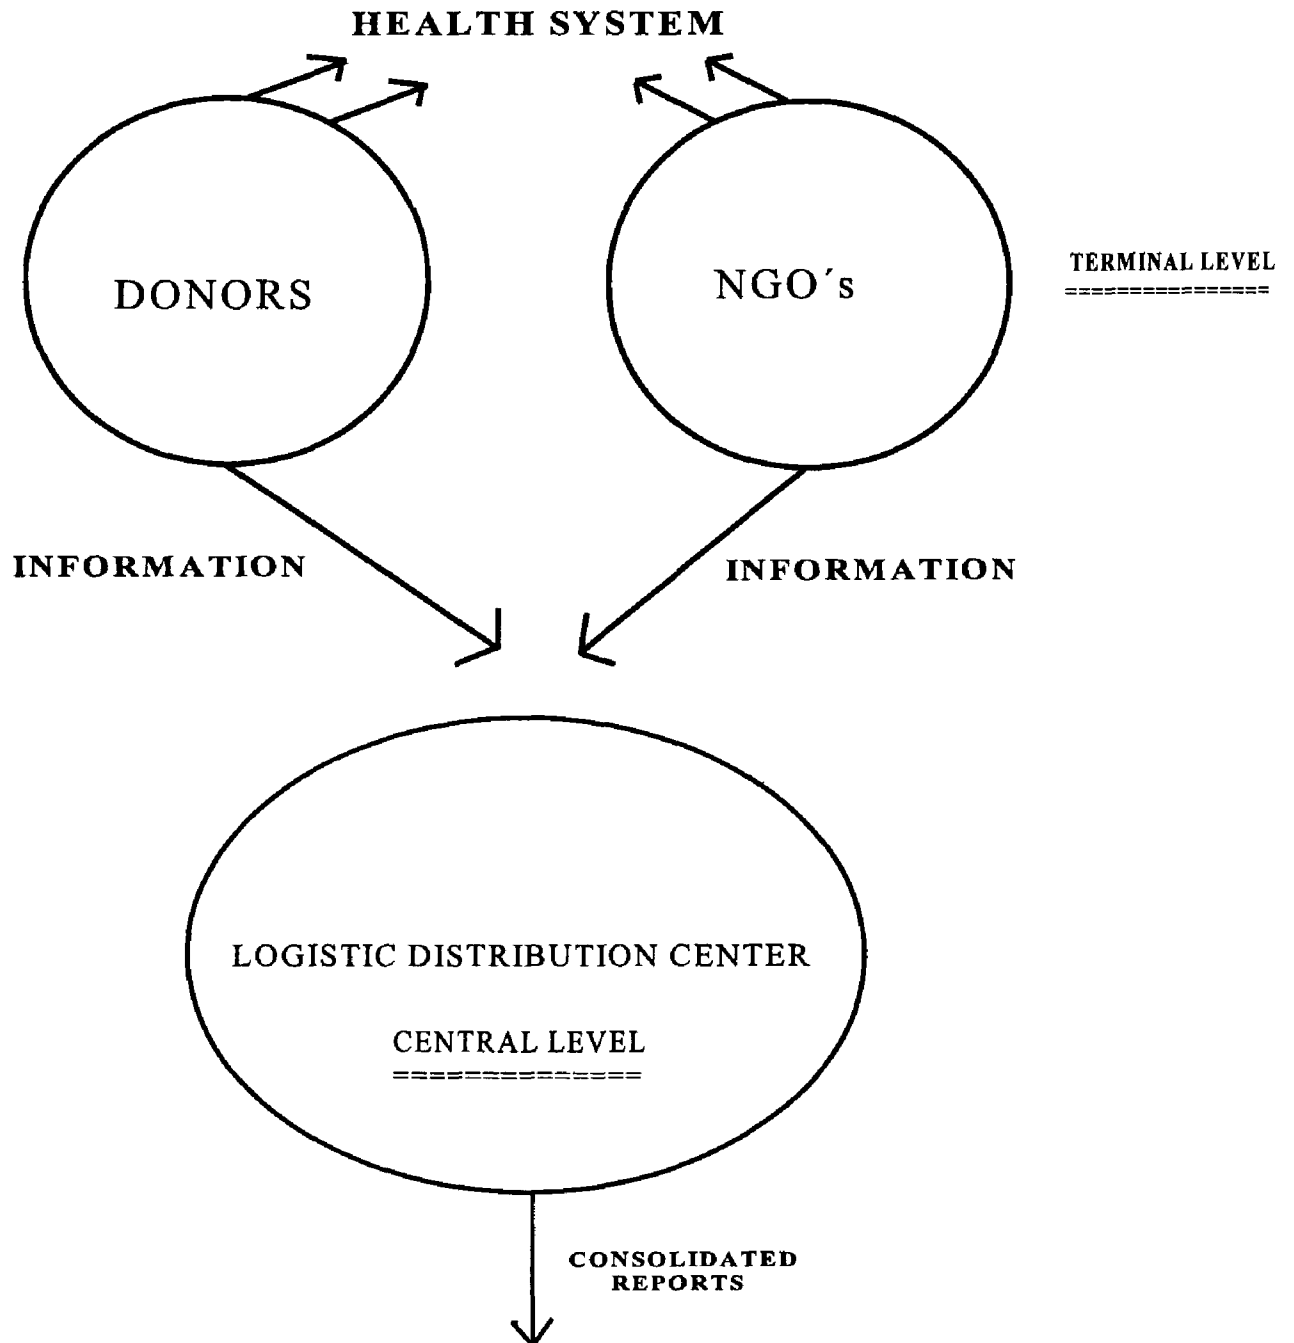 HEALTH SYSTEM
DONORS
NGO´s
TERMINAL LEVEL
================
INFORMATION
INFORMATION
LOGISTIC DISTRIBUTION CENTER
CENTRAL LEVEL
==============
CONSOLIDATED
REPORTS